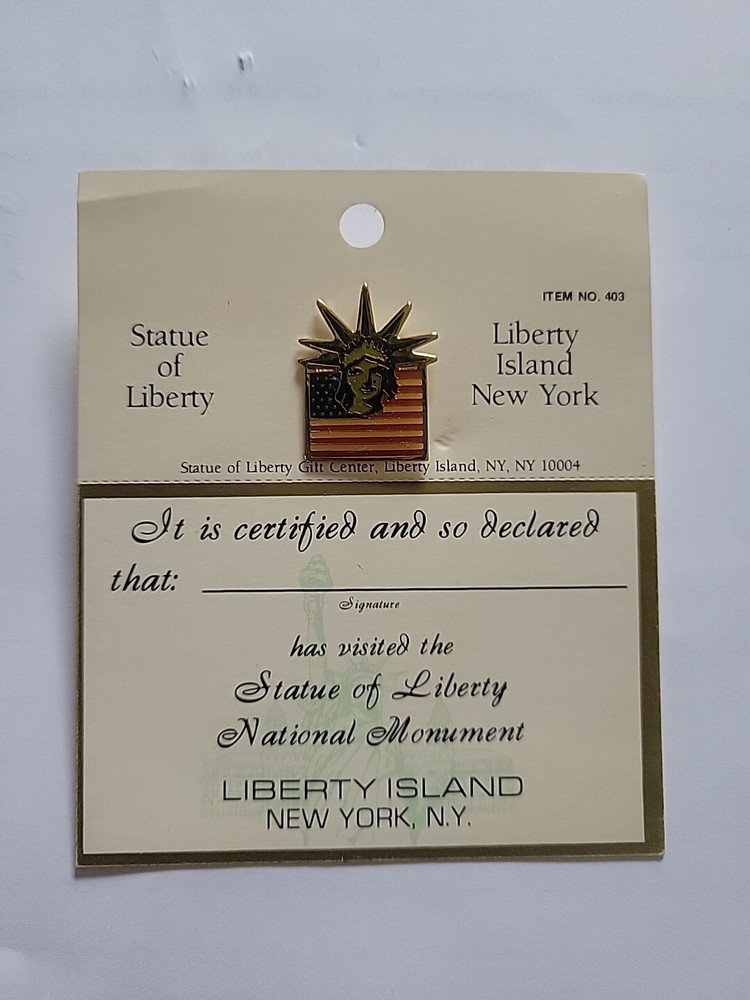 ITEM NO. 403
Statue
of
Liberty
Liberty
Island
New York
Statue of Liberty Gift Center, Liberty Island, NY, NY 10004
It is certified and so declared
that:
Signature
has visited the
Statue of Liberty
National Monument
LIBERTY ISLAND
NEW YORK, N.Y.